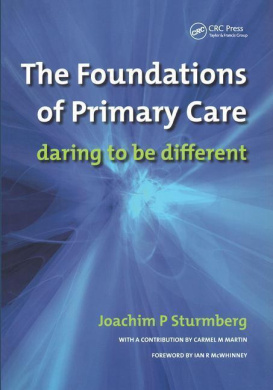 CRC
CRC Press
Taylor & Francis Group
The Foundations
of Primary Care
daring to be different
Joachim P Sturmberg
WITH A CONTRIBUTION BY CARMEL M MARTIN
FOREWORD BY IAN R McWHINNEY